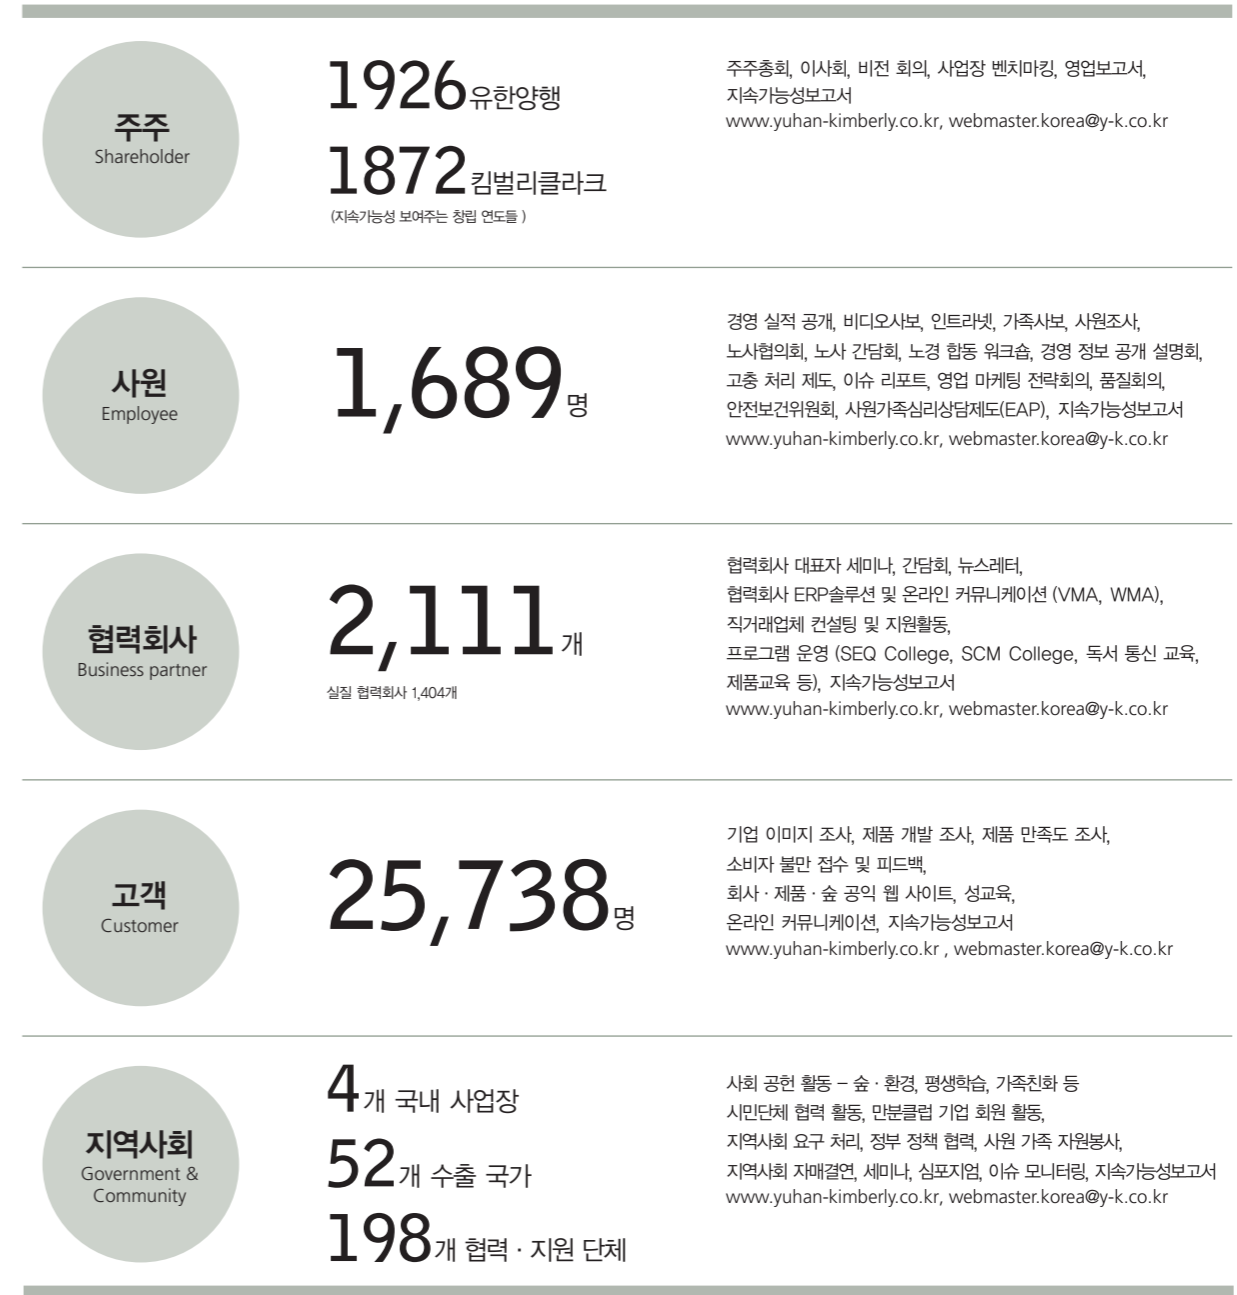 주주
Shareholder
1926유한양행
1872킴벌리클라크
(지속가능성 보여주는 창립 연도들 )
주주총회, 이사회, 비전 회의, 사업장 벤치마킹, 영업보고서,
지속가능성보고서
www.yuhan-kimberly.co.kr, webmaster.korea@y-k.co.kr
사원
Employee
1,689명
경영 실적 공개, 비디오사보, 인트라넷, 가족사보, 사원조사,
노사협의회, 노사 간담회, 노경 합동 워크숍, 경영 정보 공개 설명회,
고충 처리 제도, 이슈 리포트, 영업 마케팅 전략회의, 품질회의,
안전보건위원회, 사원가족심리상담제도(EAP), 지속가능성보고서
www.yuhan-kimberly.co.kr, webmaster.korea@y-k.co.kr
협력회사
Business partner
2,111개
실질 협력회사 1,404개
협력회사 대표자 세미나, 간담회, 뉴스레터,
협력회사 ERP솔루션 및 온라인 커뮤니케이션 (VMA, WMA),
직거래업체 컨설팅 및 지원활동,
프로그램 운영 (SEQ College, SCM College, 독서 통신 교육,
제품교육 등), 지속가능성보고서
www.yuhan-kimberly.co.kr, webmaster.korea@y-k.co.kr
고객
Customer
25,738명
기업 이미지 조사, 제품 개발 조사, 제품 만족도 조사,
소비자 불만 접수 및 피드백,
회사 · 제품 · 숲 공익 웹 사이트, 성교육,
온라인 커뮤니케이션, 지속가능성보고서
www.yuhan-kimberly.co.kr , webmaster.korea@y-k.co.kr
지역사회
Government &
Community
4개 국내 사업장
52개 수출 국가
198개 협력 · 지원 단체
사회 공헌 활동 – 숲 · 환경, 평생학습, 가족친화 등
시민단체 협력 활동, 만분클럽 기업 회원 활동,
지역사회 요구 처리, 정부 정책 협력, 사원 가족 자원봉사,
지역사회 자매결연, 세미나, 심포지엄, 이슈 모니터링, 지속가능성보고서
www.yuhan-kimberly.co.kr, webmaster.korea@y-k.co.kr